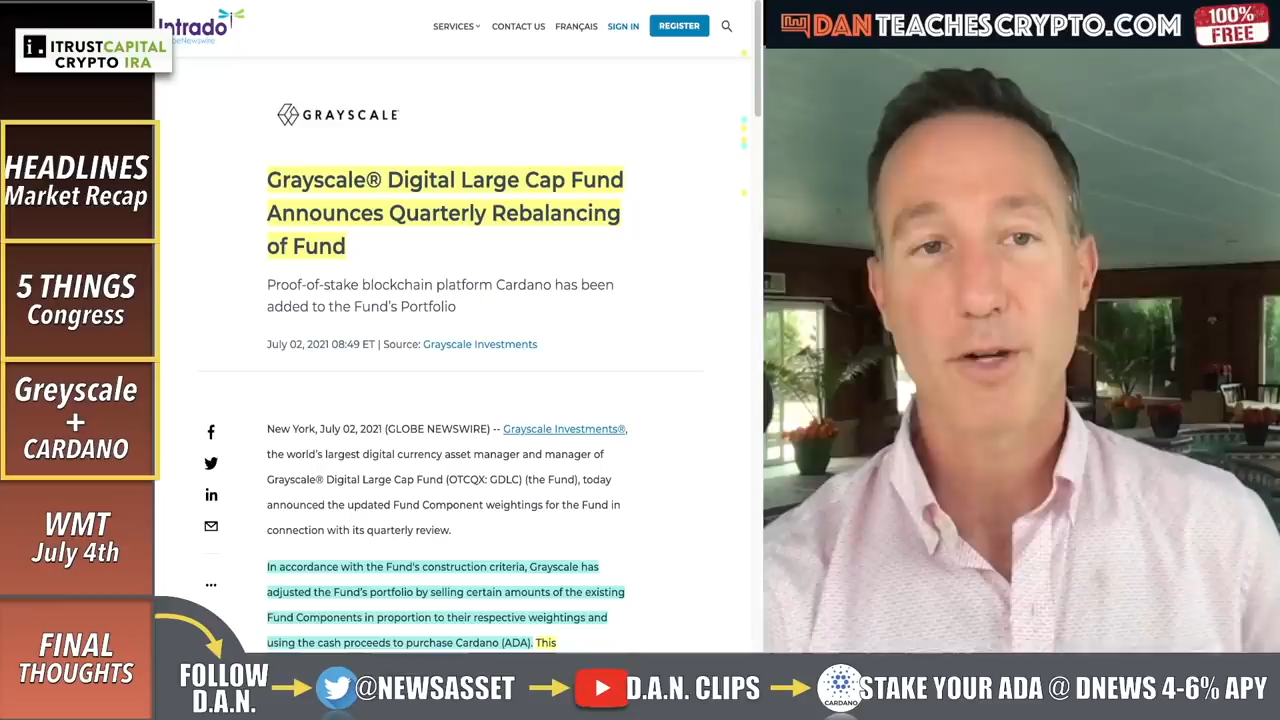 Intrado
GlobeNewswire
iTRUSTCAPITAL
CRYPTO IRA
SERVICES
CONTACT US
FRANÇAIS
SIGN IN
REGISTER
DANTEACHESCRYPTO.COM
100%
FREE
HEADLINES
Market Recap
5 THINGS
Congress
Greyscale
+
CARDANO
WMT
July 4th
FINAL
THOUGHTS
GRAYSCALE
Grayscale® Digital Large Cap Fund
Announces Quarterly Rebalancing
of Fund
Proof-of-stake blockchain platform Cardano has been
added to the Fund's Portfolio
July 02, 2021 08:49 ET | Source: Grayscale Investments
New York, July 02, 2021 (GLOBE NEWSWIRE) -- Grayscale Investments®,
the world's largest digital currency asset manager and manager of
Grayscale® Digital Large Cap Fund (OTCQX: GDLC) (the Fund), today
announced the updated Fund Component weightings for the Fund in
connection with its quarterly review.
In accordance with the Fund's construction criteria, Grayscale has
adjusted the Fund's portfolio by selling certain amounts of the existing
Fund Components in proportion to their respective weightings and
using the cash proceeds to purchase Cardano (ADA). This
FOLLOW
D.A.N.
@NEWSASSET
D.A.N. CLIPS
CARDANO
STAKE YOUR ADA @ DNEWS 4-6% APY